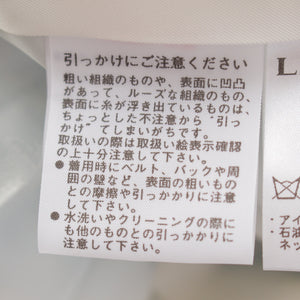 引っかけにご注意ください
粗い組織のものや、表面に凹凸
があって、ルーズな組織のもの、
表面に糸が浮き出ているものは、
ちょっとした不注意から“引っ
かけ”てしまいがちです。
取扱いの際は取扱い絵表示確認
の上十分注意して下さい。
●着用時にベルト、バックや周
囲の壁など、表面の粗いもの
との摩擦や引っかかりに注意
して下さい。
●水洗いやクリーニングの際に
も他のものとの引っかかりに
注意して下さい。
L
・アイ
・石油
ネッ